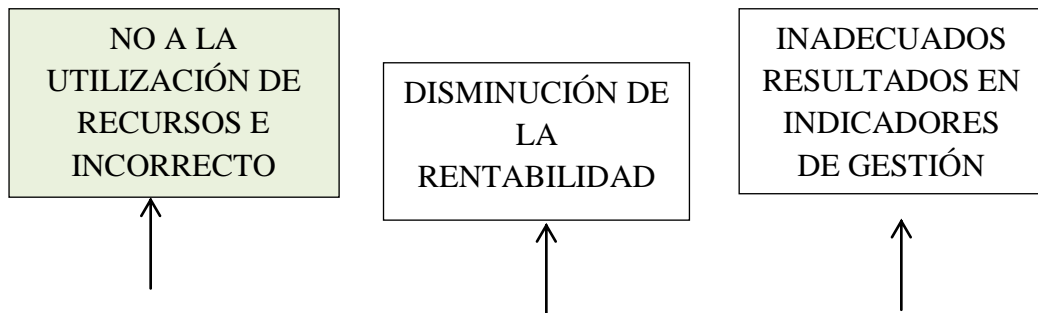 NO A LA
UTILIZACIÓN DE
RECURSOS E
INCORRECTO
DISMINUCIÓN DE
LA
RENTABILIDAD
INADECUADOS
RESULTADOS EN
INDICADORES
DE GESTIÓN